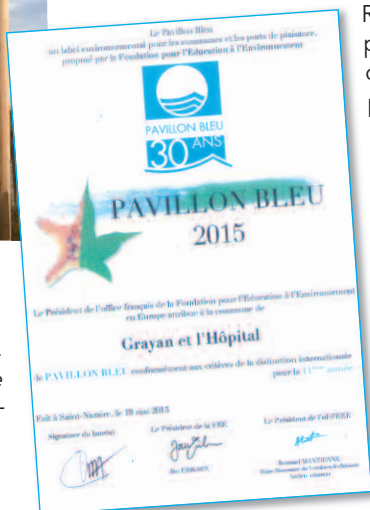 Le Pavillon Bleu
un label environnemental pour les communes et les ports de plaisance,
proposé par la Fondation pour l'Education à l'Environnement
PAVILLON BLEU
30 ANS
PAVILLON BLEU
2015
Le Président de l'office français de la Fondation pour l'Education à l'Environnement
en Europe attribue à la commune de
Grayan et l'Hôpital
le PAVILLON BLEU conformément aux critères de la distinction internationale
pour la 11ème année
Fait à Saint-Nazaire, le 19 mai 2015
Signature du lauréat
Le Président de la FEE
Le Président de l'of-FEEE